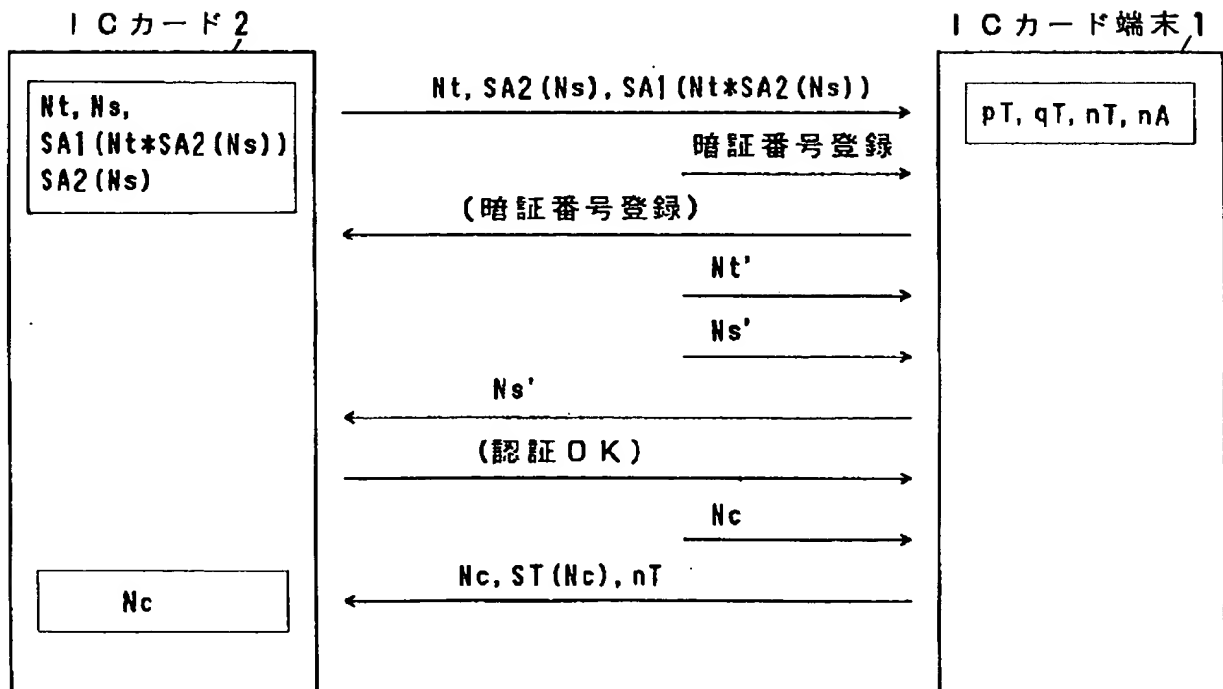 ICカード2
ICカード端末1
Nt, Ns,
SA1(Nt*SA2(Ns))
SA2(Ns)
Nt, SA2(Ns), SA1(Nt*SA2(Ns))
pT, qT, nT, nA
暗証番号登録
(暗証番号登録)
Nt'
Ns'
Ns'
(認証OK)
Nc
Nc, ST(Nc), nT
Nc